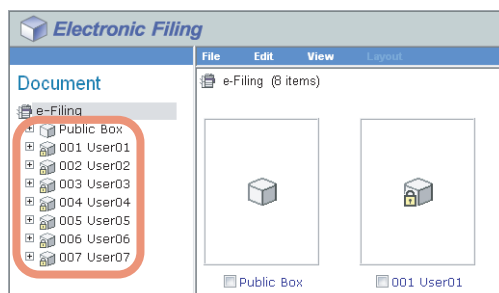 Electronic Filing
File Edit View Layout
Document
e-Filing
Public Box
001 User01
002 User02
003 User03
004 User04
005 User05
006 User06
007 User07
e-Filing (8 items)
Public Box
001 User01